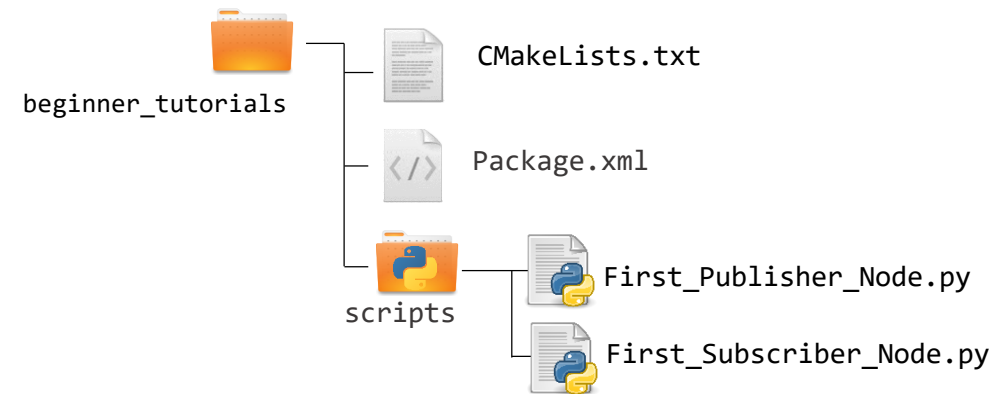 CMakeLists.txt
beginner_tutorials
</>
Package.xml
scripts
First_Publisher_Node.py
First_Subscriber_Node.py